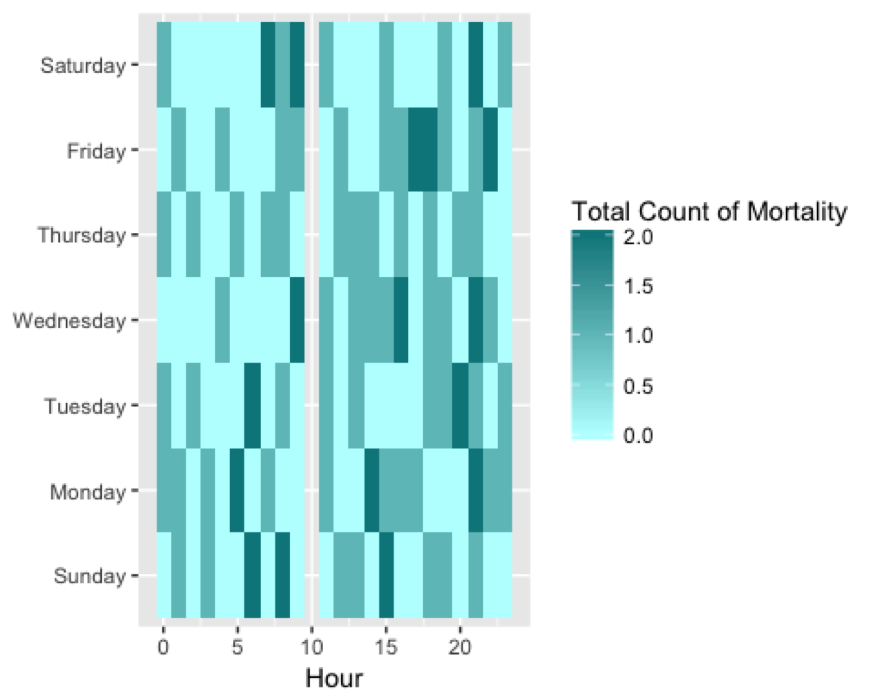 Saturday
Friday
Thursday
Wednesday
Tuesday
Monday
Sunday
0 5 10 15 20
Hour
Total Count of Mortality
2.0
1.5
1.0
0.5
0.0